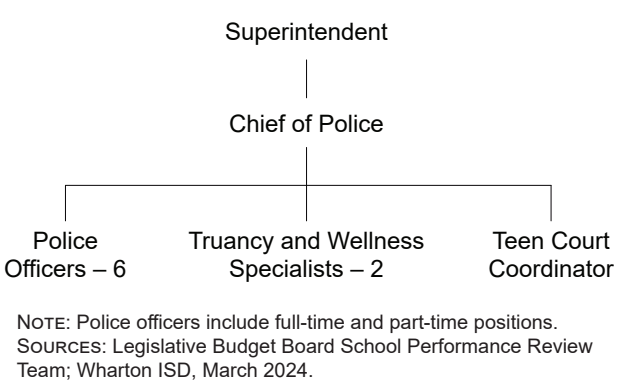 Superintendent
Chief of Police
Police
Officers – 6
Truancy and Wellness
Specialists – 2
Teen Court
Coordinator
NOTE: Police officers include full-time and part-time positions.
SOURCES: Legislative Budget Board School Performance Review
Team; Wharton ISD, March 2024.